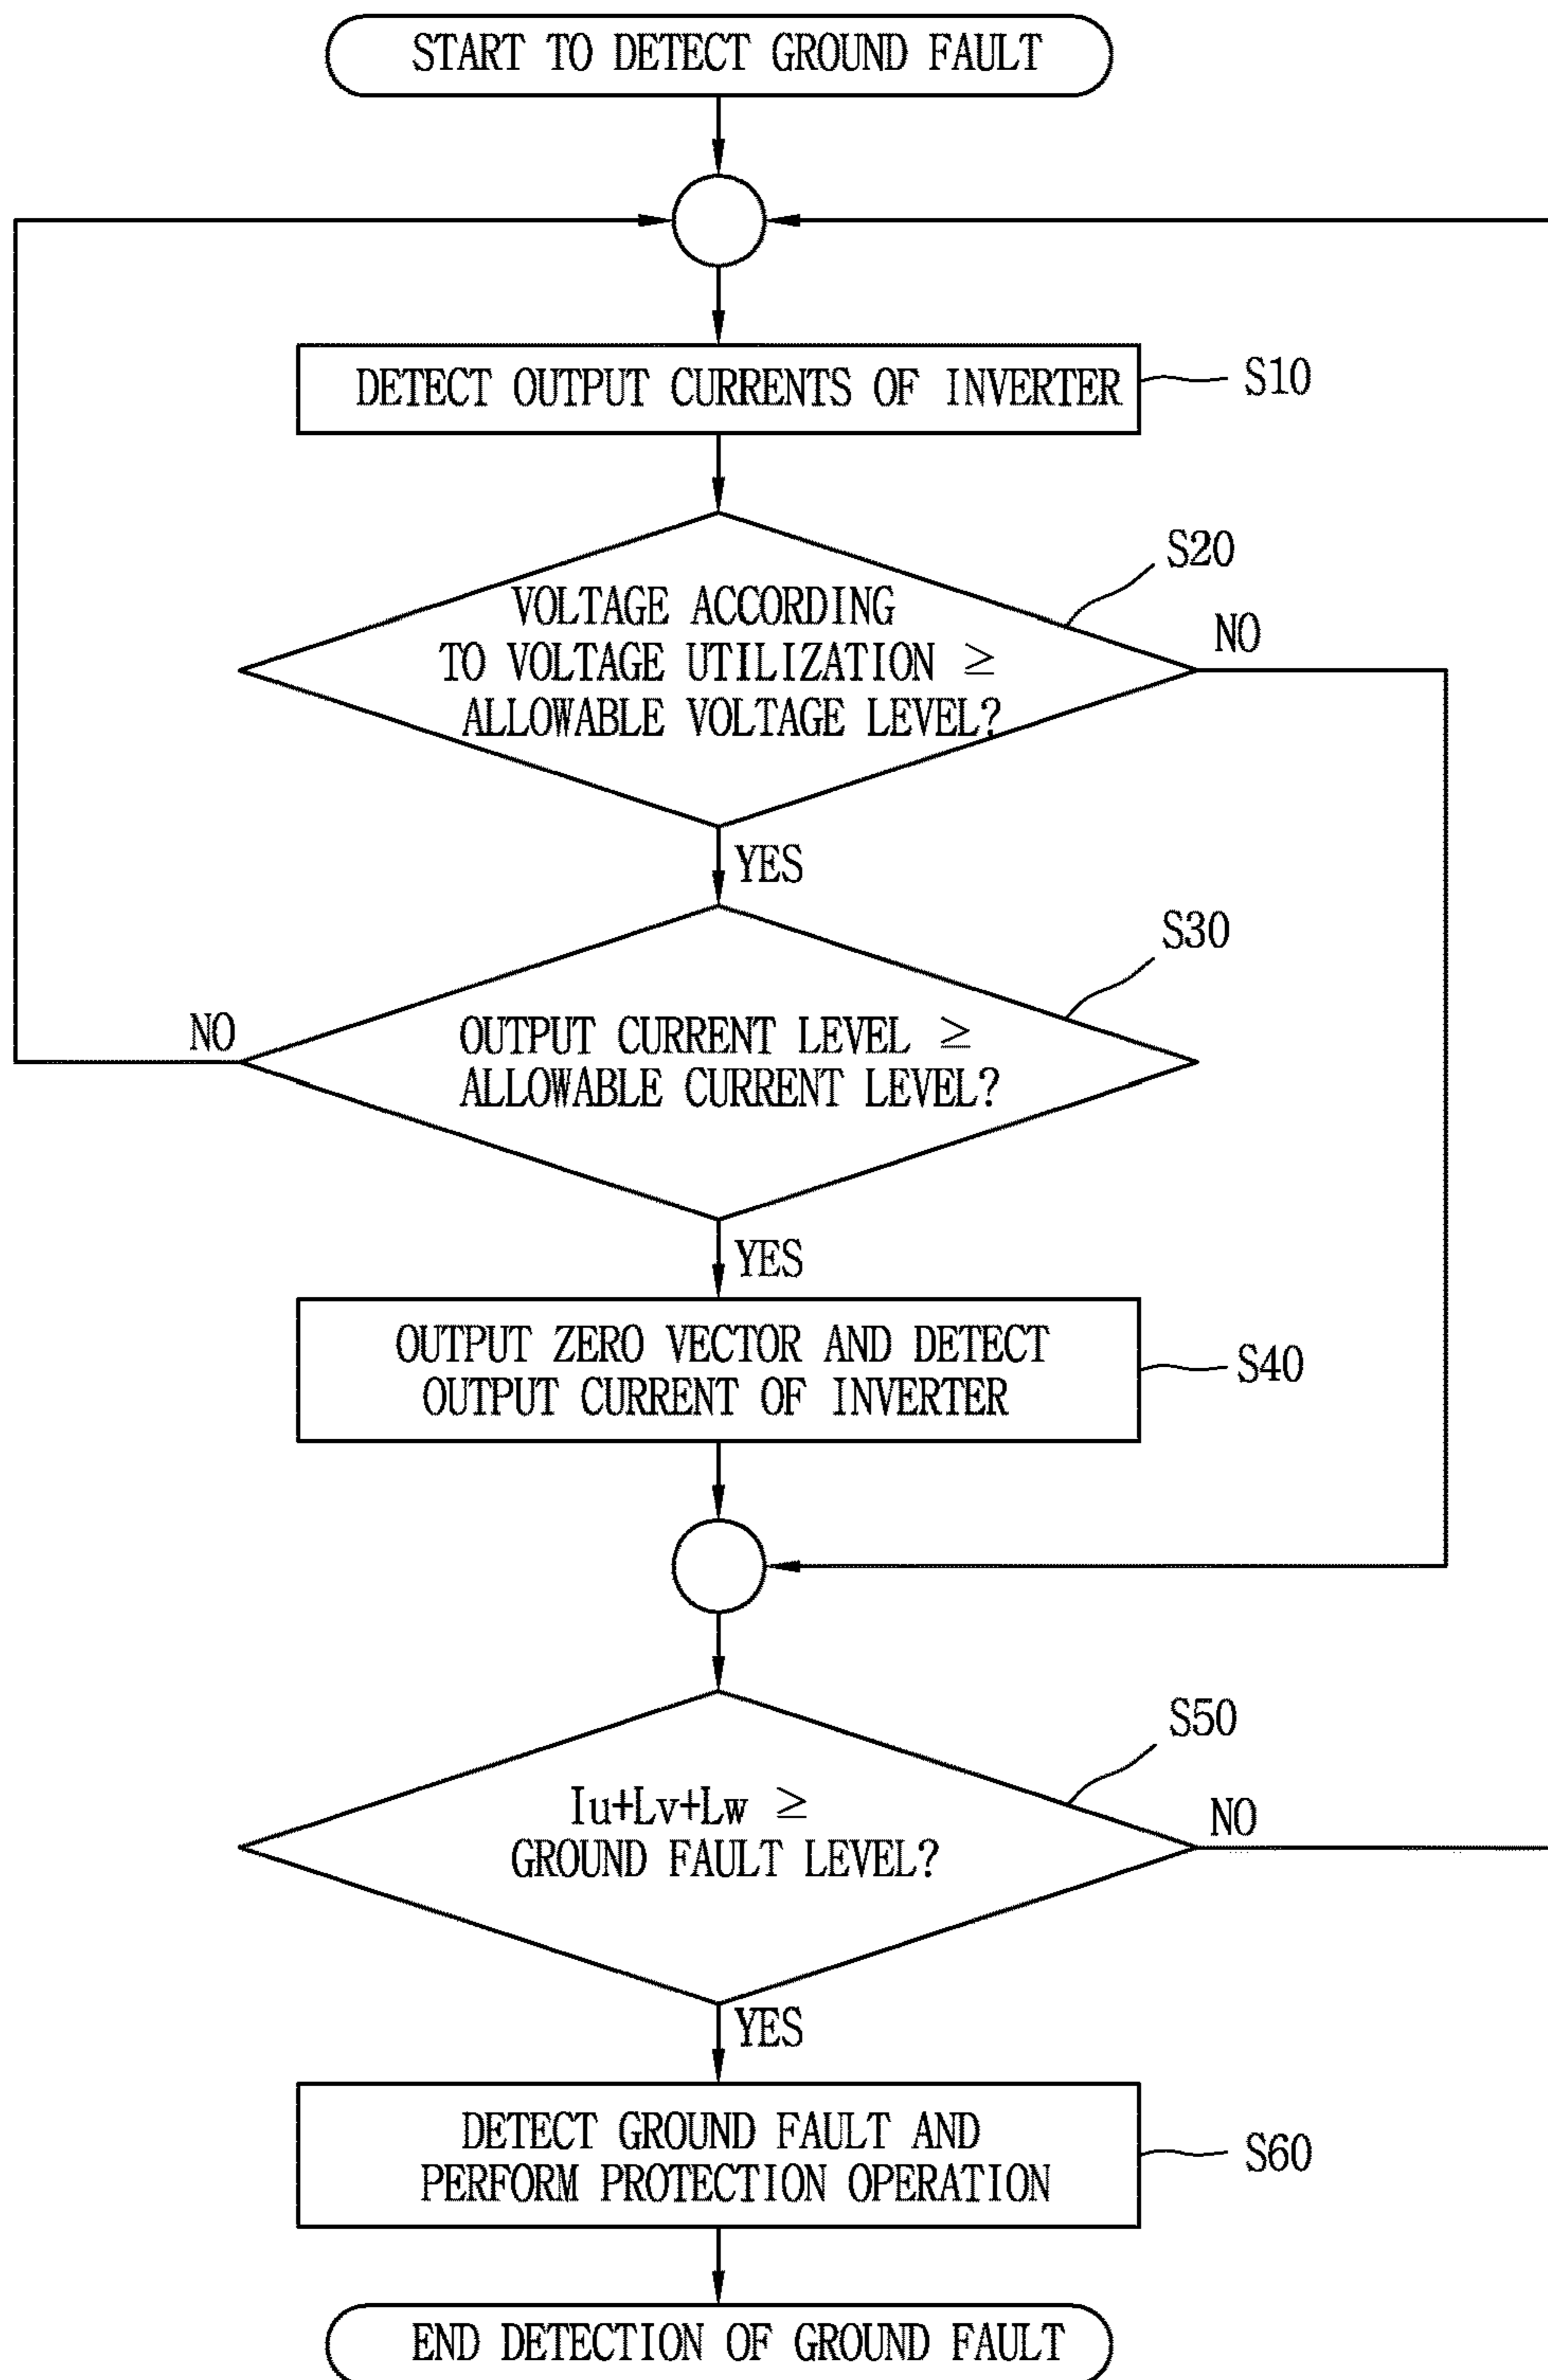 START TO DETECT GROUND FAULT
DETECT OUTPUT CURRENTS OF INVERTER
S10
S20
VOLTAGE ACCORDING
TO VOLTAGE UTILIZATION ≥
ALLOWABLE VOLTAGE LEVEL?
NO
YES
S30
NO
OUTPUT CURRENT LEVEL ≥
ALLOWABLE CURRENT LEVEL?
YES
OUTPUT ZERO VECTOR AND DETECT
OUTPUT CURRENT OF INVERTER
S40
S50
Iu+Lv+Lw ≥
GROUND FAULT LEVEL?
NO
YES
DETECT GROUND FAULT AND
PERFORM PROTECTION OPERATION
S60
END DETECTION OF GROUND FAULT